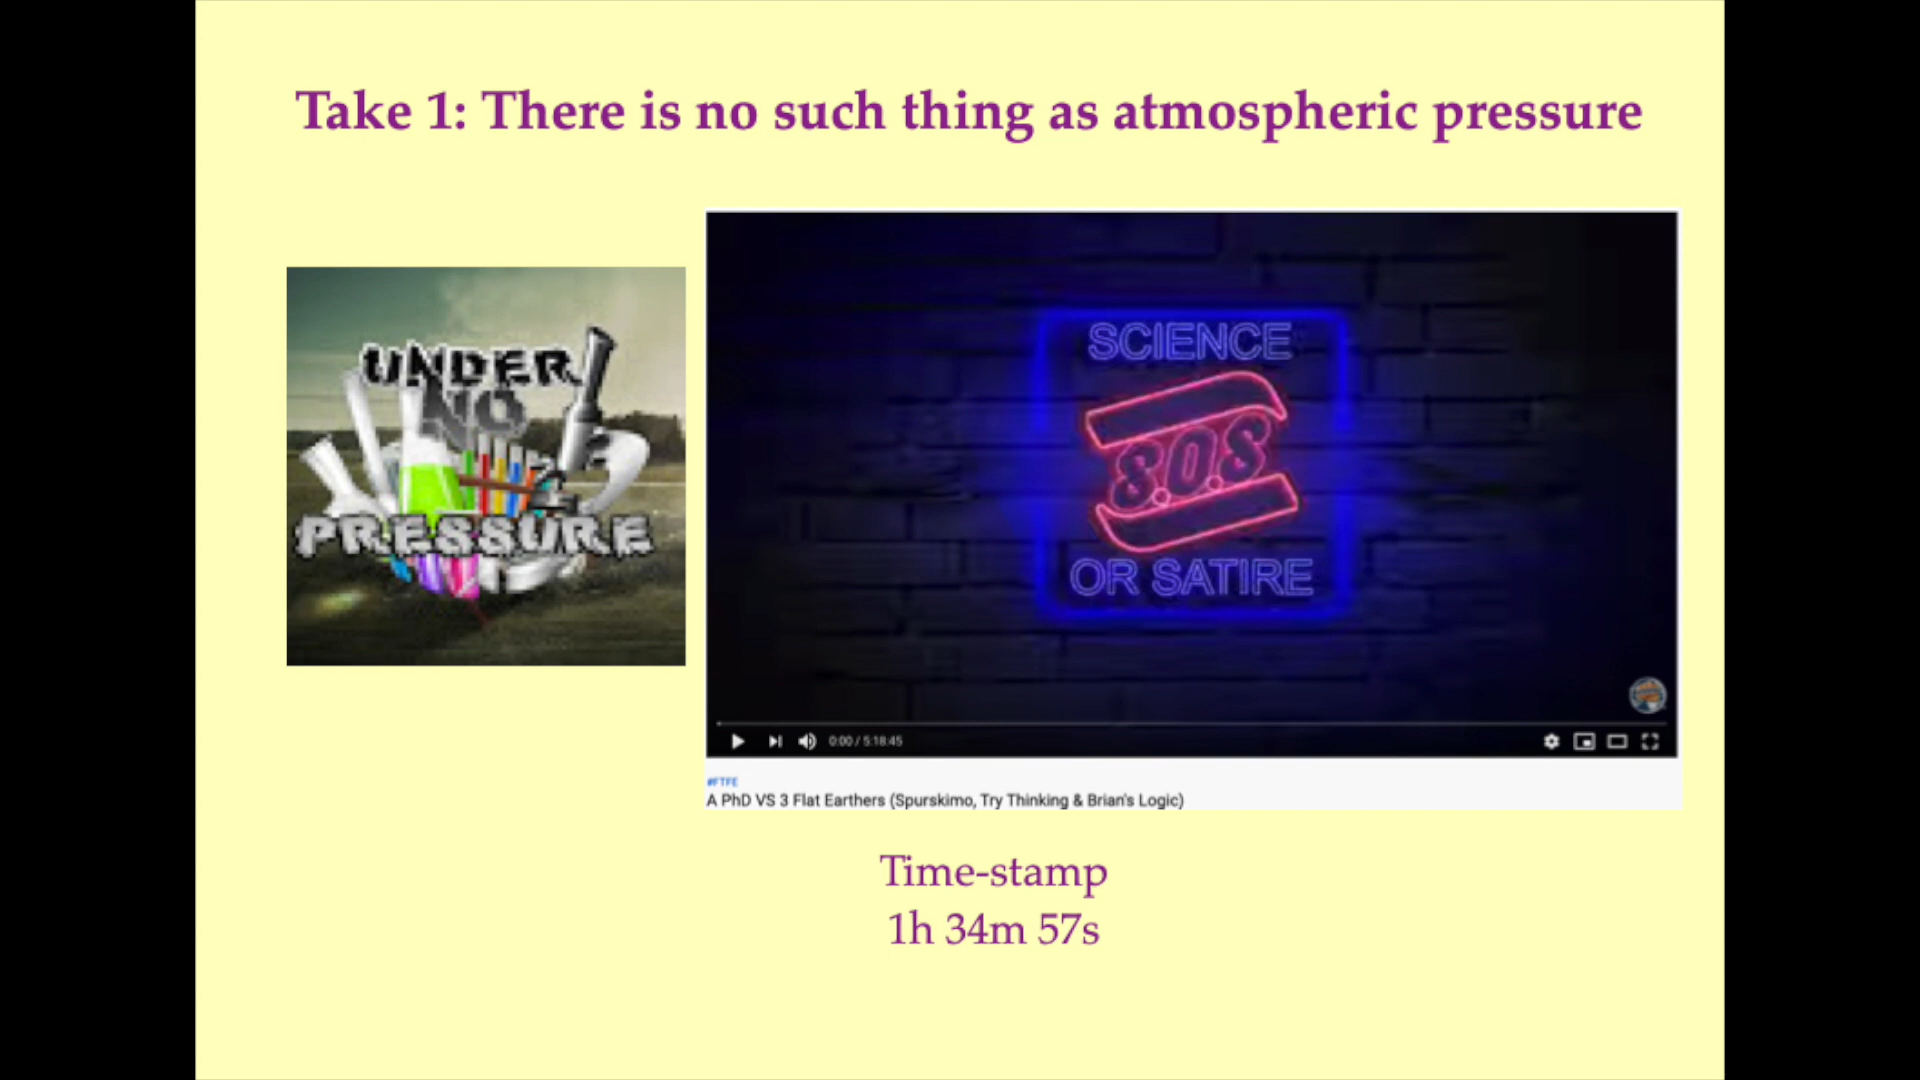 Take 1: There is no such thing as atmospheric pressure
UNDER
NO
PRESSURE
SCIENCE
S.O.S
OR SATIRE
0:00 / 5:18:45
#FTFE
A PhD VS 3 Flat Earthers (Spurskimo, Try Thinking & Brian's Logic)
Time-stamp
1h 34m 57s